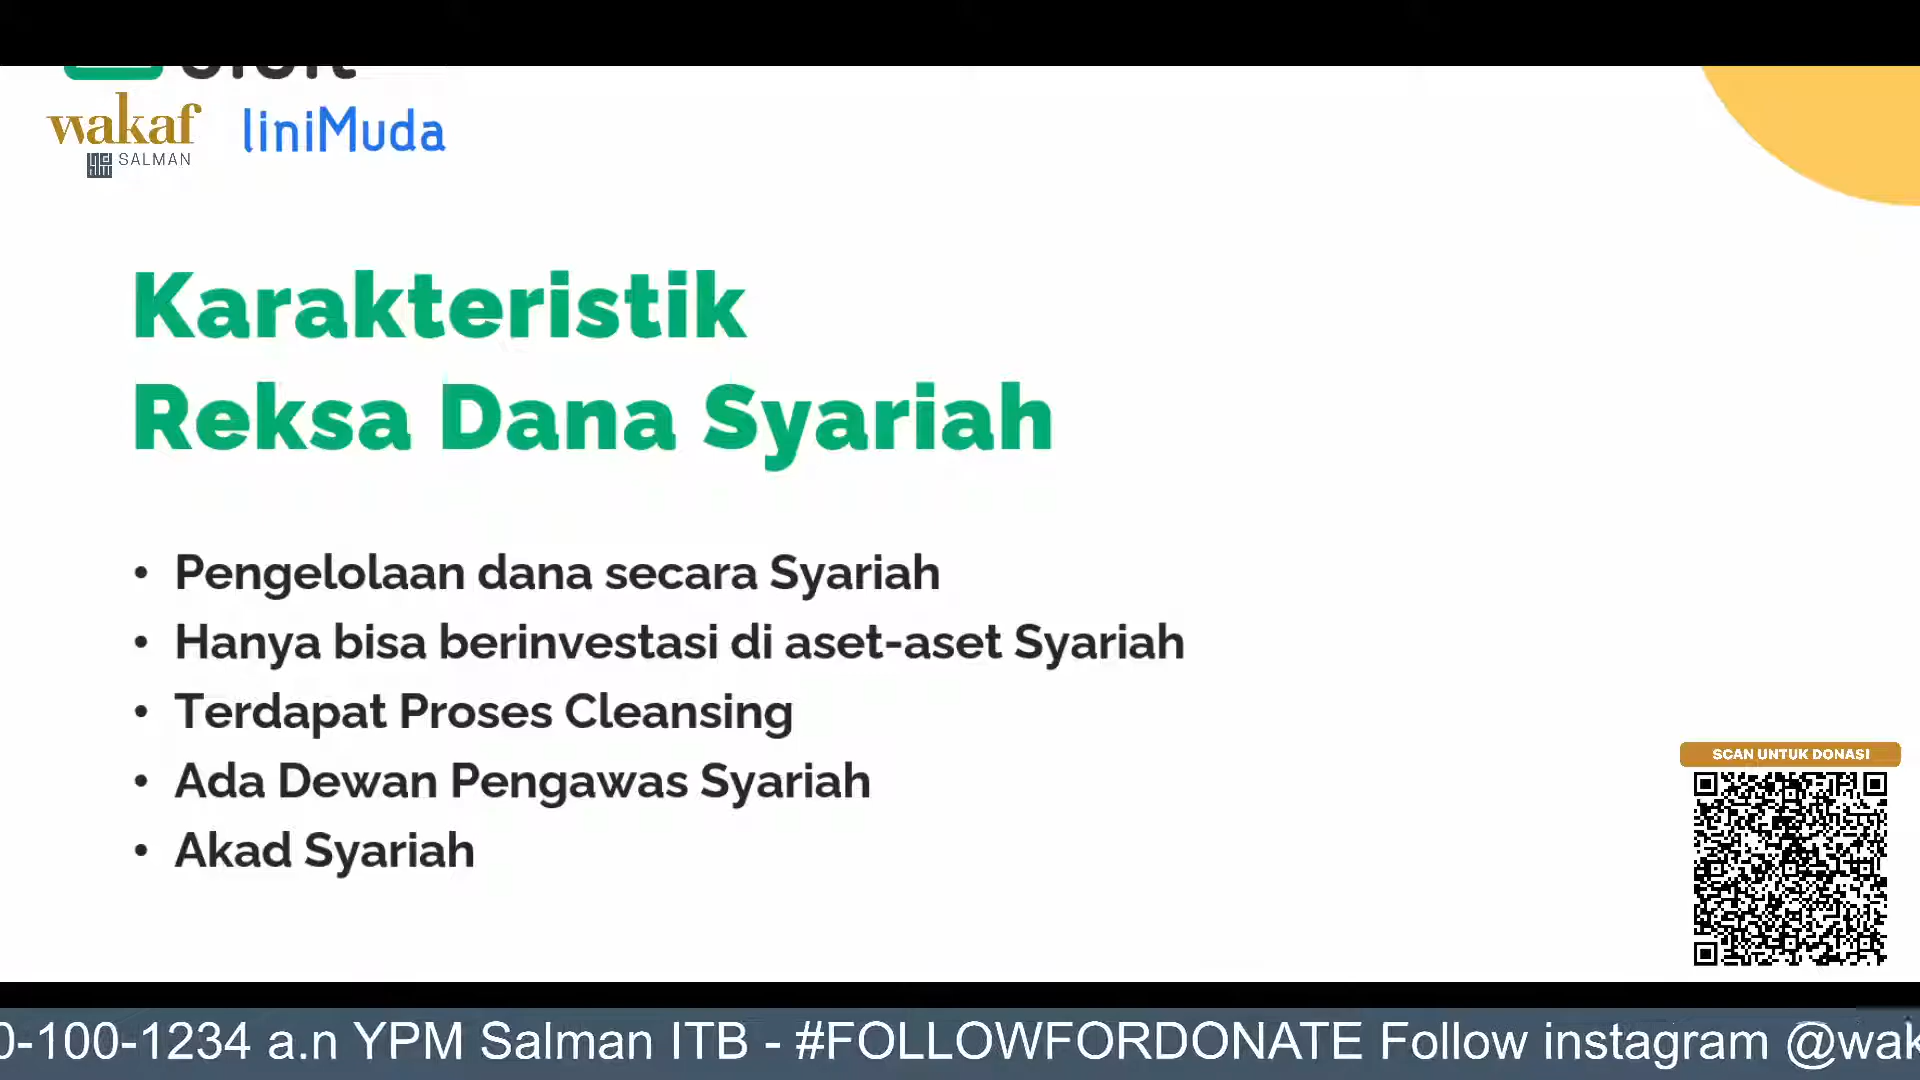 wakaf
SALMAN
liniMuda
Karakteristik
Reksa Dana Syariah
• Pengelolaan dana secara Syariah
• Hanya bisa berinvestasi di aset-aset Syariah
• Terdapat Proses Cleansing
• Ada Dewan Pengawas Syariah
• Akad Syariah
SCAN UNTUK DONASI
0-100-1234 a.n YPM Salman ITB - #FOLLOWFORDONATE Follow instagram @wak